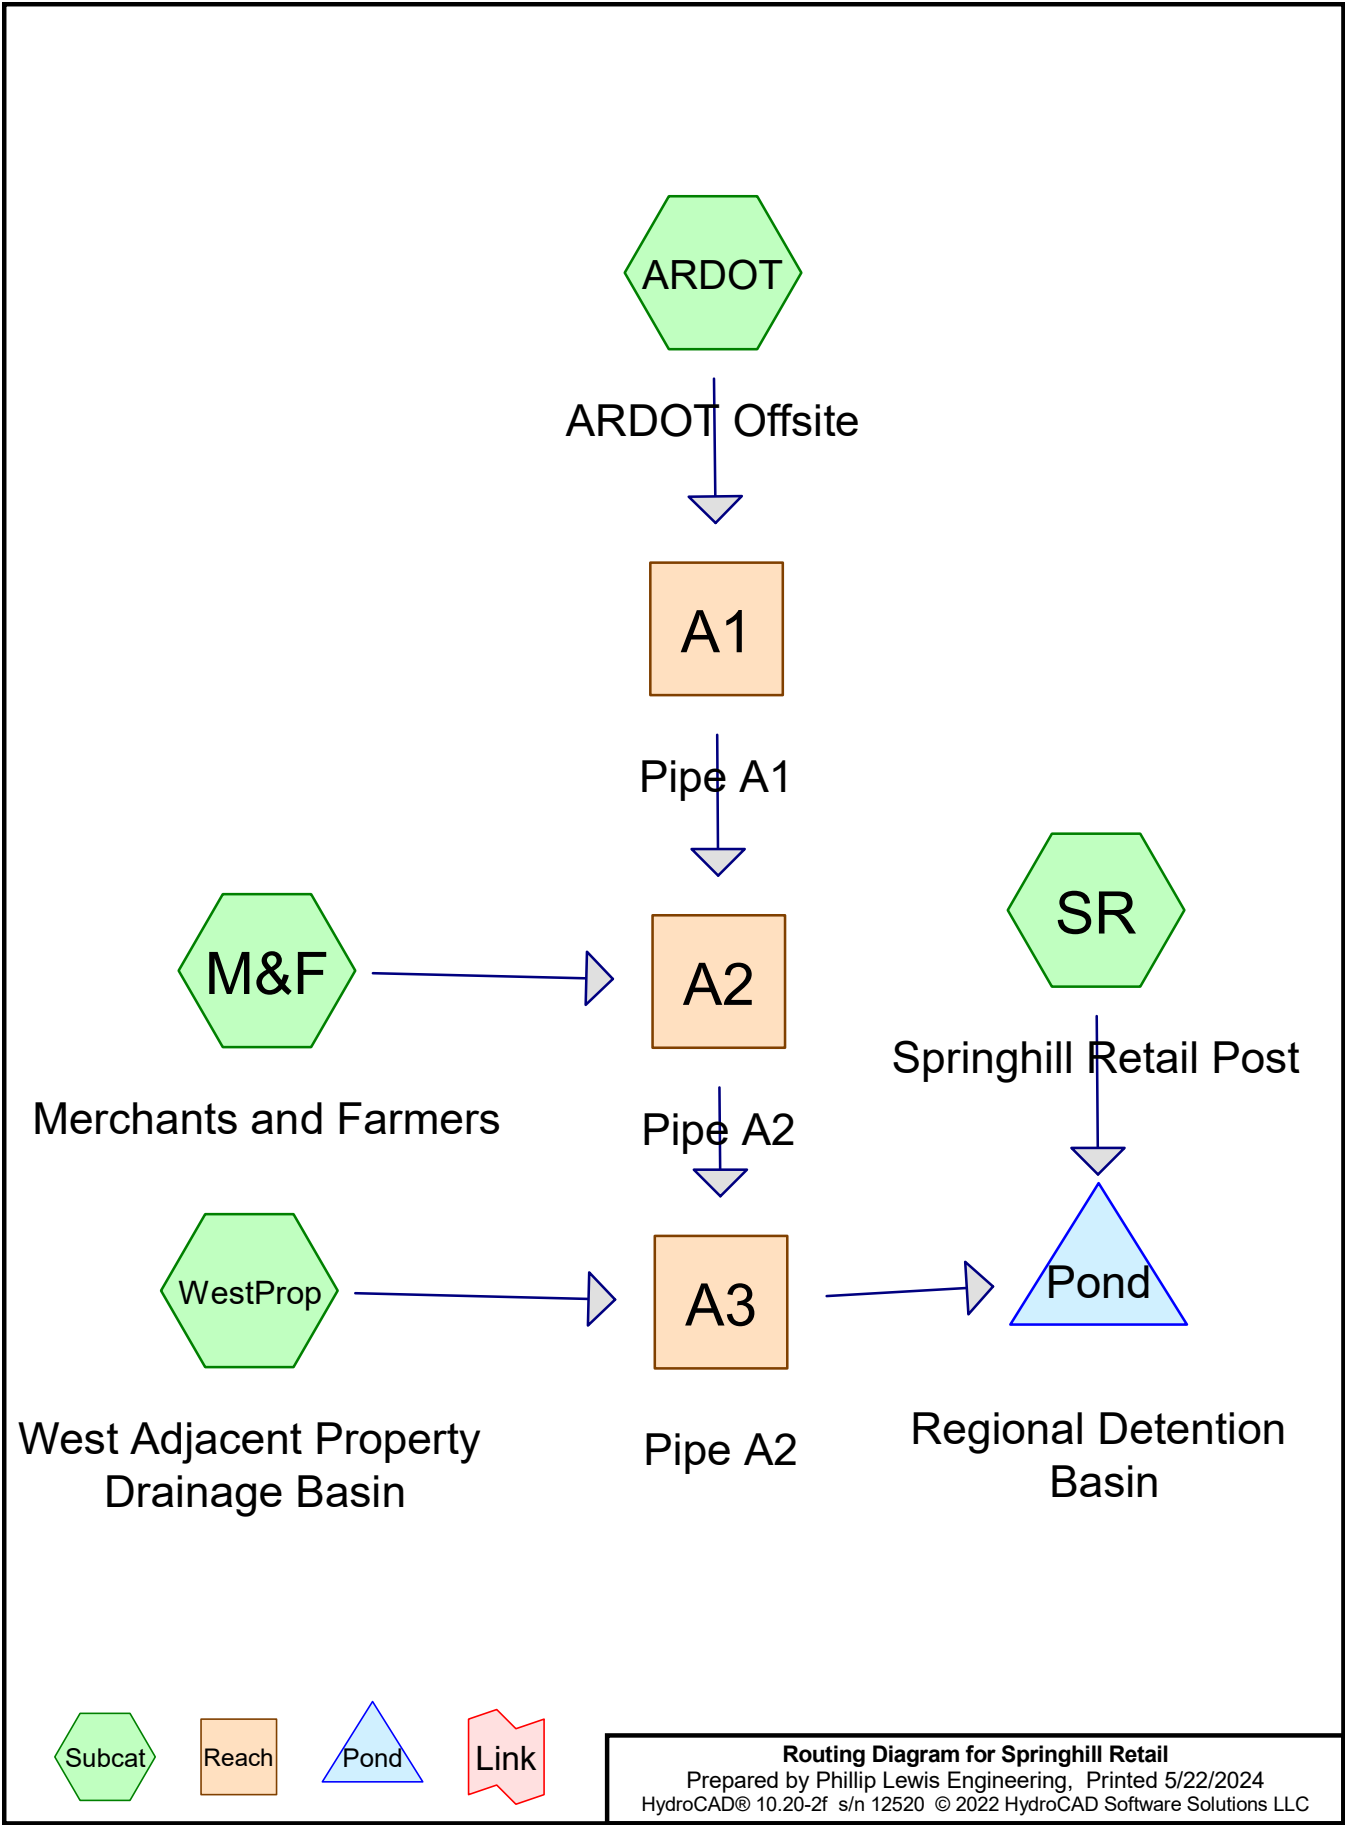 ARDOT
ARDOT Offsite
A1
Pipe A1
M&F
Merchants and Farmers
A2
Pipe A2
SR
Springhill Retail Post
WestProp
West Adjacent Property
Drainage Basin
A3
Pipe A2
Pond
Regional Detention
Basin
Subcat
Reach
Pond
Link
Routing Diagram for Springhill Retail
Prepared by Phillip Lewis Engineering,  Printed 5/22/2024
HydroCAD® 10.20-2f  s/n 12520  © 2022 HydroCAD Software Solutions LLC